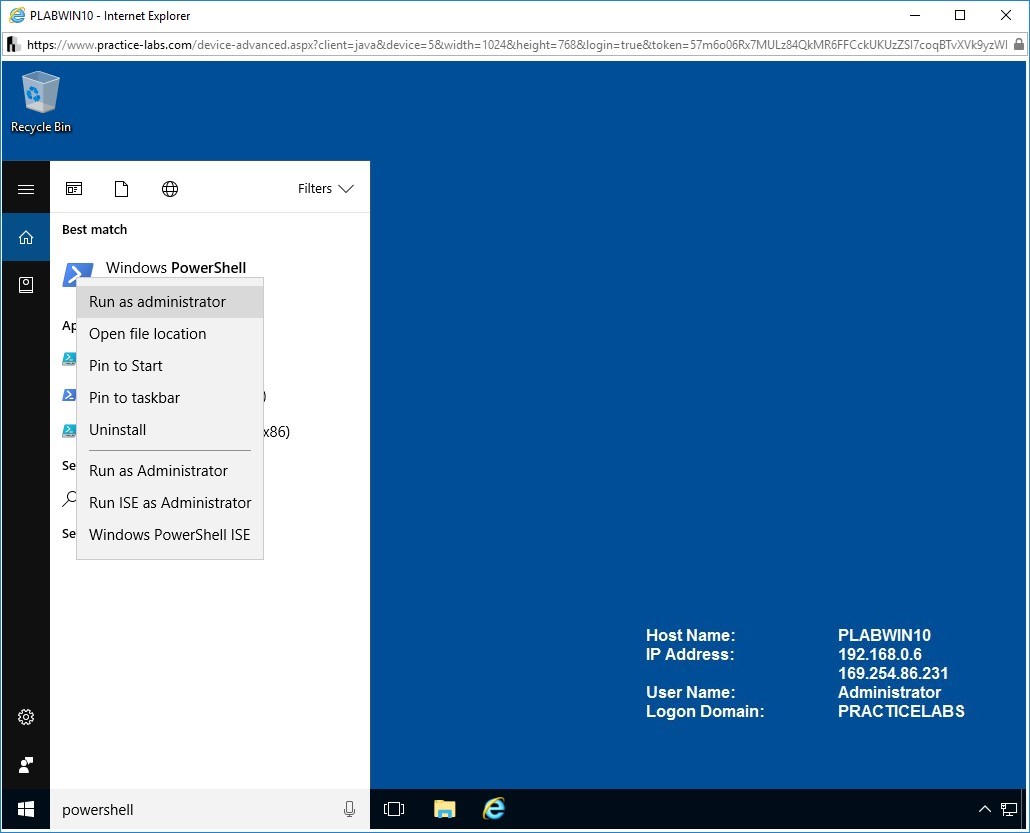 PLABWIN10 - Internet Explorer
https://www.practice-labs.com/device-advanced.aspx?client=java&device=5&width=1024&height=768&login=true&token=57m6o06Rx7MULz84QkMR6FFCckUKUzZSI7coqBTvXVk9yzWl
Recycle Bin
Filters
Best match
Windows PowerShell
Run as administrator
Ap
Open file location
Pin to Start
Pin to taskbar
)
Uninstall
x86)
Se
Run as Administrator
Run ISE as Administrator
Se
Windows PowerShell ISE
Host Name: PLABWIN10
IP Address: 192.168.0.6
169.254.86.231
User Name: Administrator
Logon Domain: PRACTICELABS
powershell